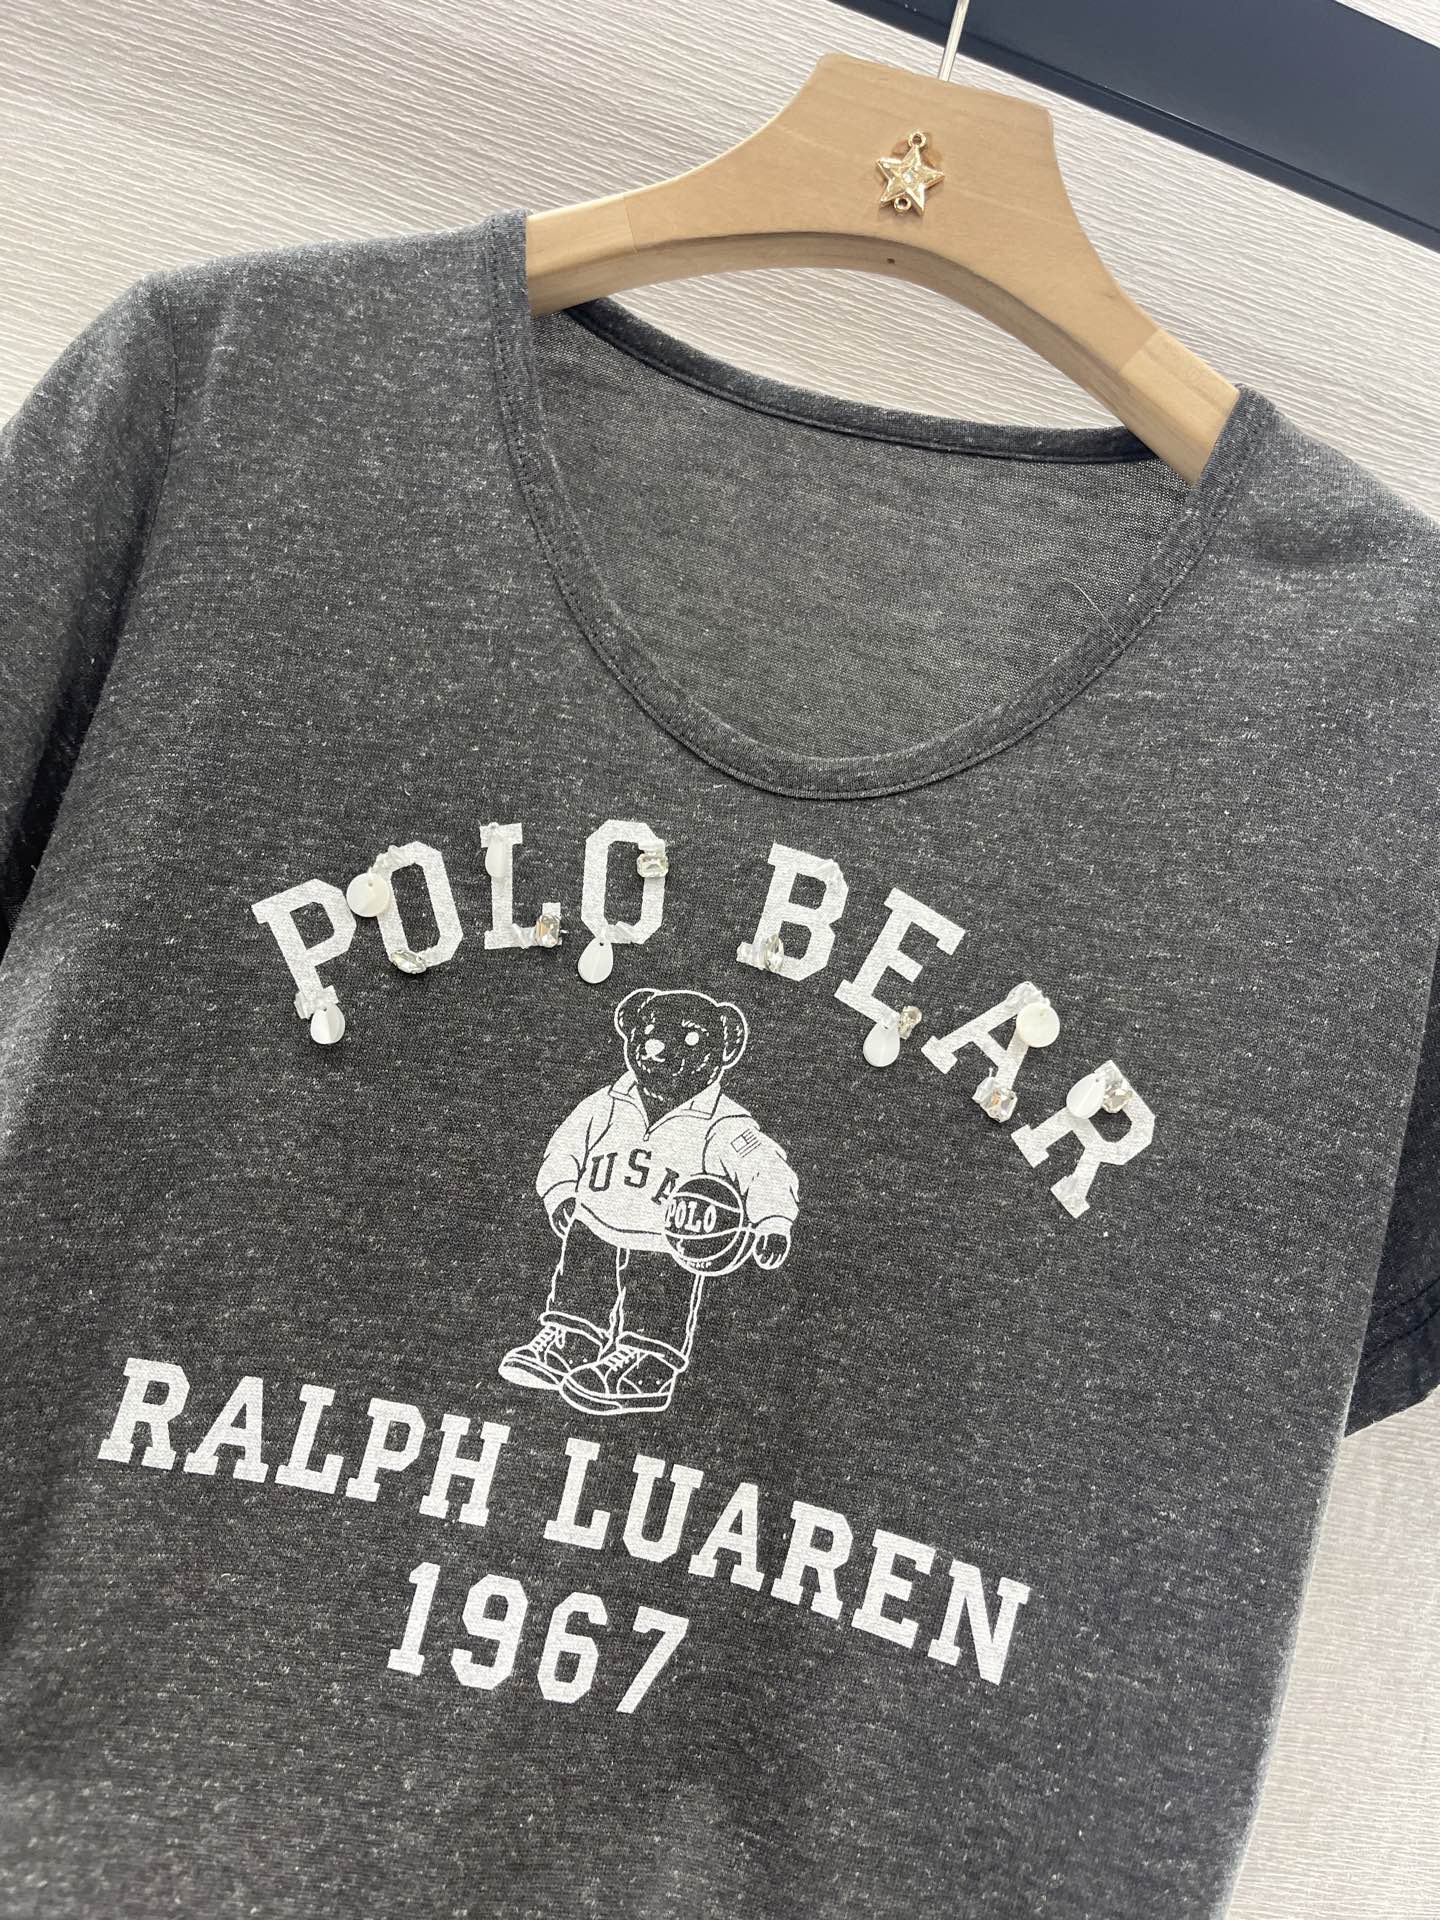 POLO BEAR
USA
POLO
RALPH LUAREN
1967